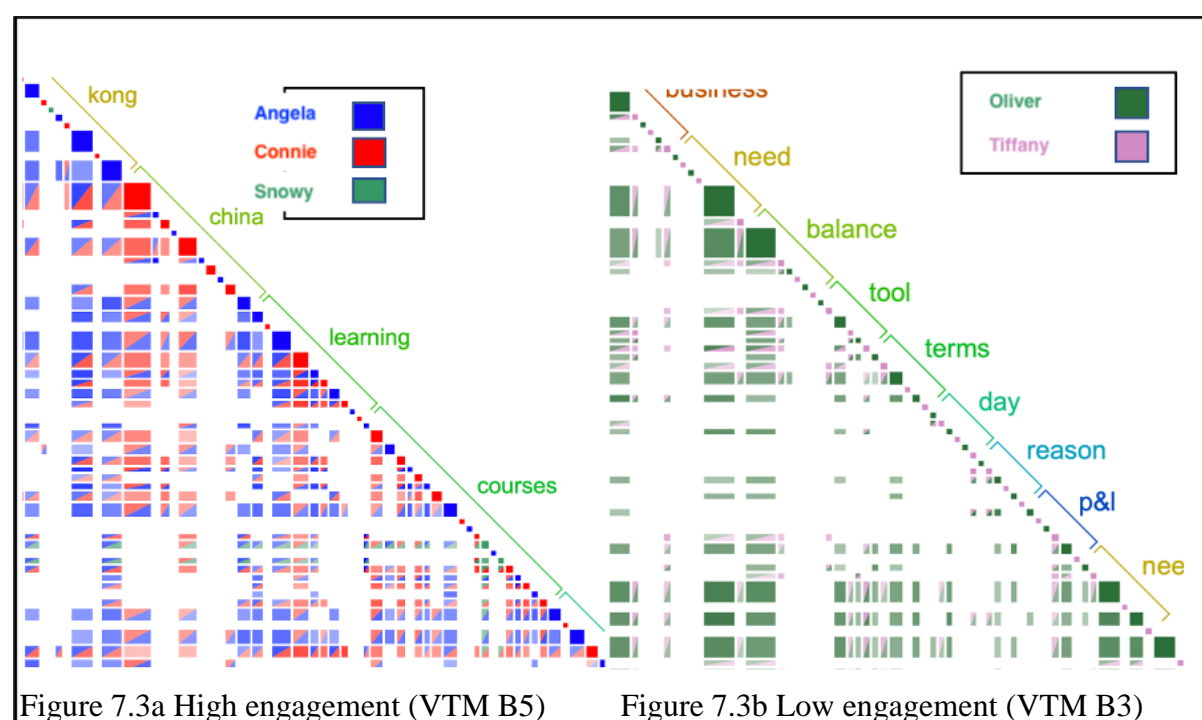 kong
china
learning
courses
Angela
Connie
Snowy
business
need
balance
tool
terms
day
reason
p&l
nee
Oliver
Tiffany
Figure 7.3a High engagement (VTM B5)
Figure 7.3b Low engagement (VTM B3)